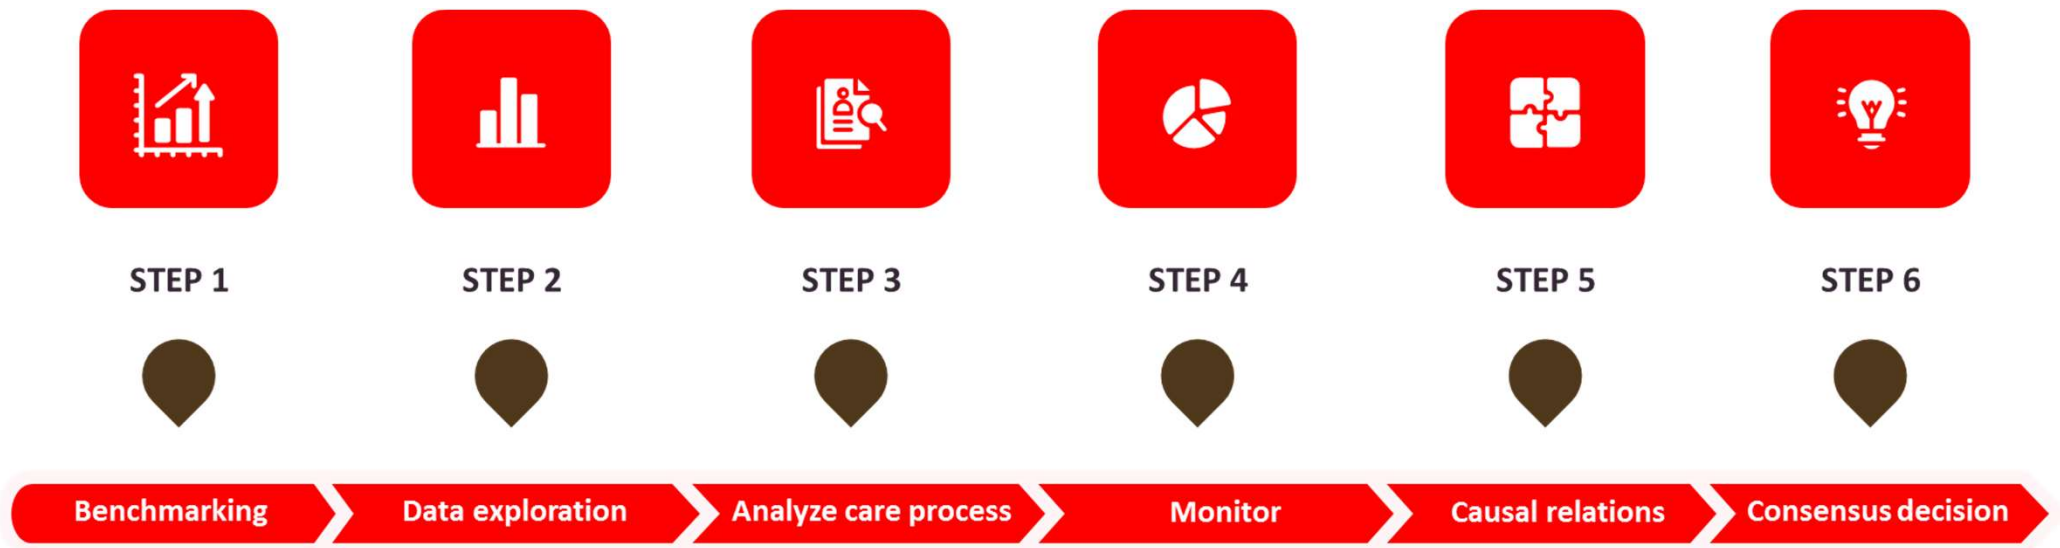 STEP 1
STEP 2
STEP 3
STEP 4
STEP 5
STEP 6
Benchmarking
Data exploration
Analyze care process
Monitor
Causal relations
Consensus decision